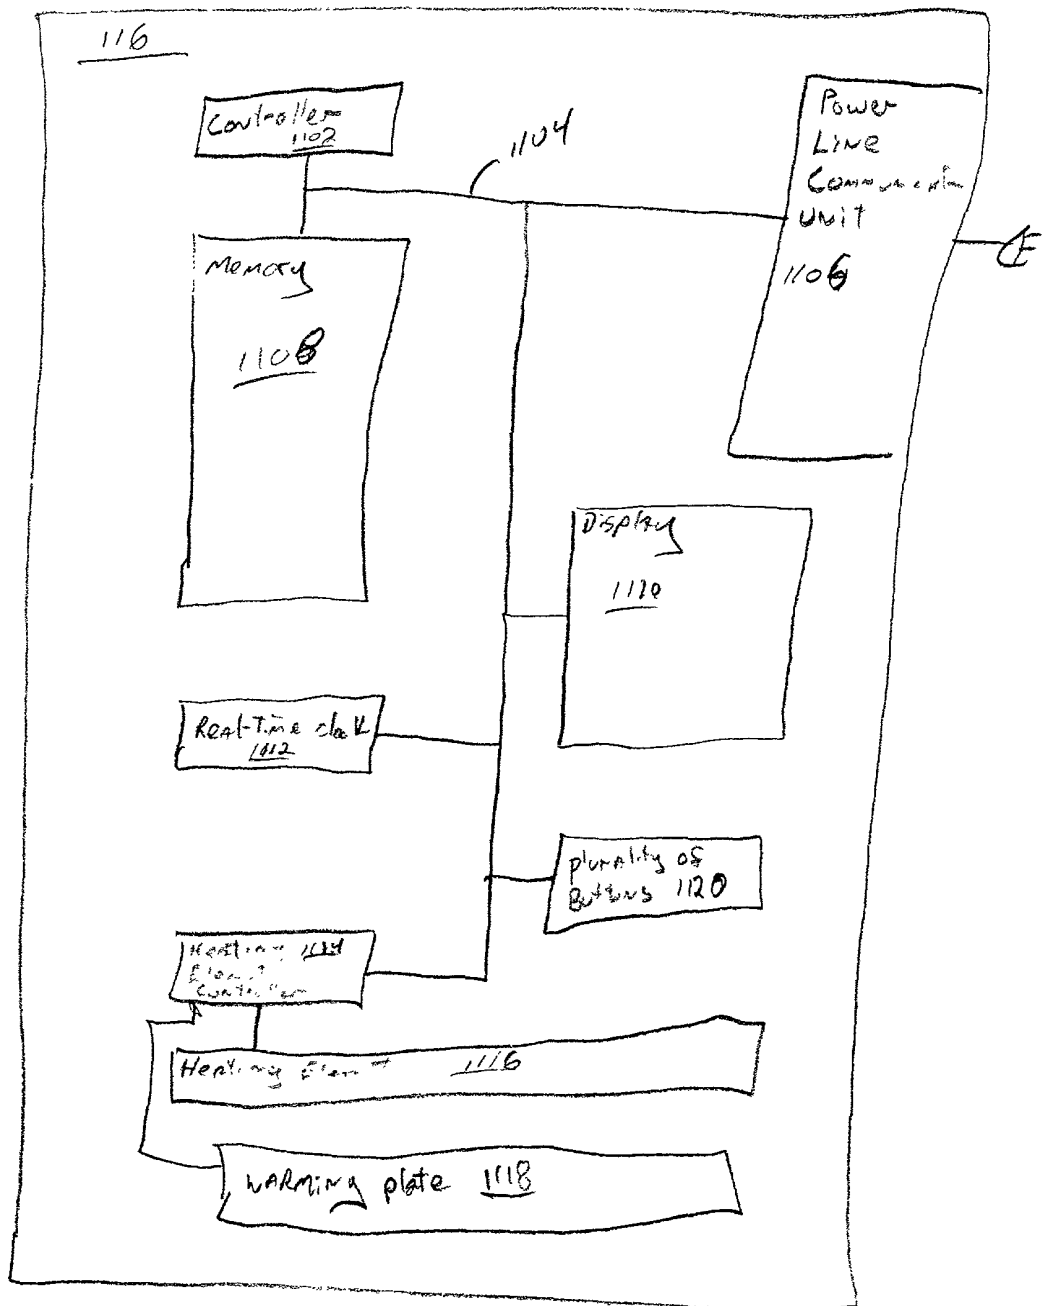 116
Controller
1102
1104
Power
Line
Communicatn
UNIT
1106
Memory
1108
Display
1110
Real-Time clock
1112
plurality of
Buttons 1120
Heating 1114
Element
Controller
Heating Element 1116
WARMING plate 1118